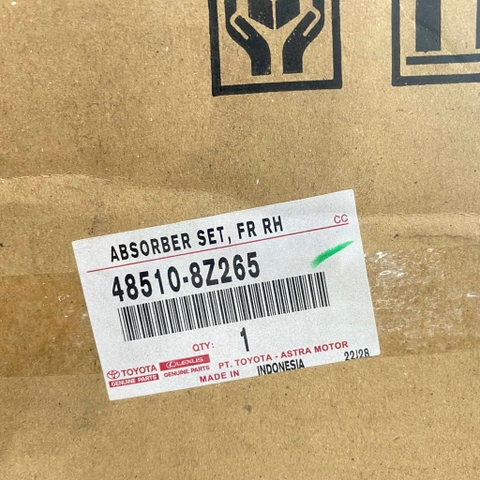 ABSORBER SET, FR RH
CC
48510-8Z265
QTY: 1
TOYOTA GENUINE PARTS
LEXUS GENUINE PARTS
PT. TOYOTA - ASTRA MOTOR
MADE IN INDONESIA 22/28